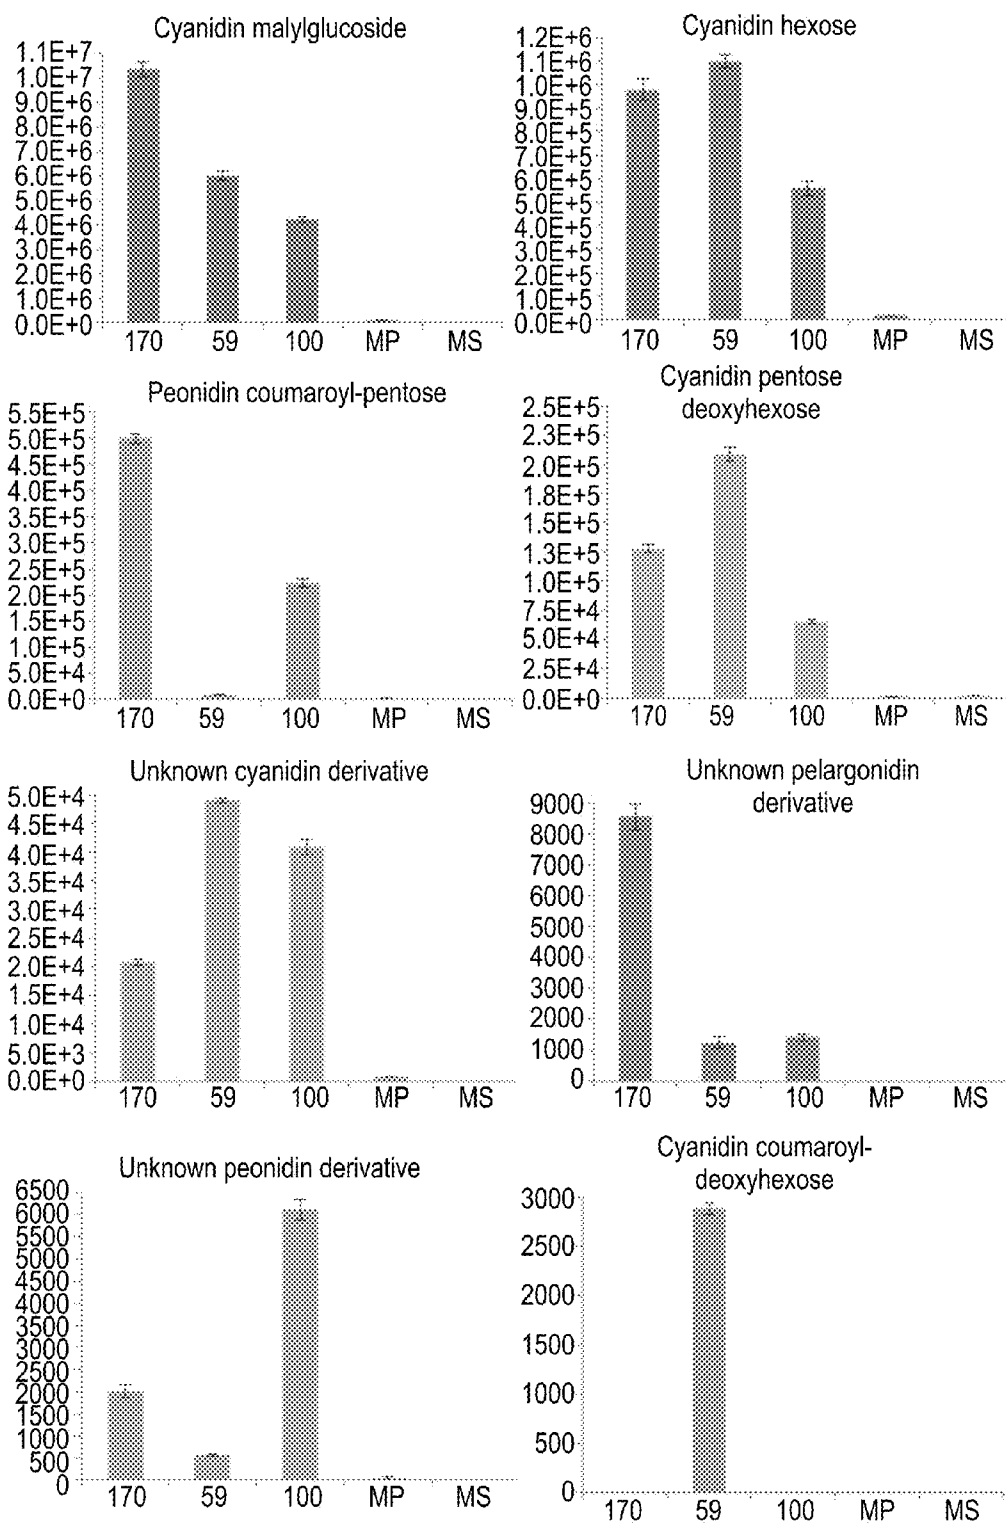 Cyanidin malylglucoside
1.1E+7
1.0E+7
9.0E+6
8.0E+6
7.0E+6
6.0E+6
5.0E+6
4.0E+6
3.0E+6
2.0E+6
1.0E+6
0.0E+0
170 59 100 MP MS
Cyanidin hexose
1.2E+6
1.1E+6
1.0E+6
9.0E+5
8.0E+5
7.0E+5
6.0E+5
5.0E+5
4.0E+5
3.0E+5
2.0E+5
1.0E+5
0.0E+0
170 59 100 MP MS
Peonidin coumaroyl-pentose
5.5E+5
5.0E+5
4.5E+5
4.0E+5
3.5E+5
3.0E+5
2.5E+5
2.0E+5
1.5E+5
1.0E+5
5.0E+4
0.0E+0
170 59 100 MP MS
Cyanidin pentose
deoxyhexose
2.5E+5
2.3E+5
2.0E+5
1.8E+5
1.5E+5
1.3E+5
1.0E+5
7.5E+4
5.0E+4
2.5E+4
0.0E+0
170 59 100 MP MS
Unknown cyanidin derivative
5.0E+4
4.5E+4
4.0E+4
3.5E+4
3.0E+4
2.5E+4
2.0E+4
1.5E+4
1.0E+4
5.0E+3
0.0E+0
170 59 100 MP MS
Unknown pelargonidin
derivative
9000
8000
7000
6000
5000
4000
3000
2000
1000
0
170 59 100 MP MS
Unknown peonidin derivative
6500
6000
5500
5000
4500
4000
3500
3000
2500
2000
1500
1000
500
0
170 59 100 MP MS
Cyanidin coumaroyl-
deoxyhexose
3000
2500
2000
1500
1000
500
0
170 59 100 MP MS